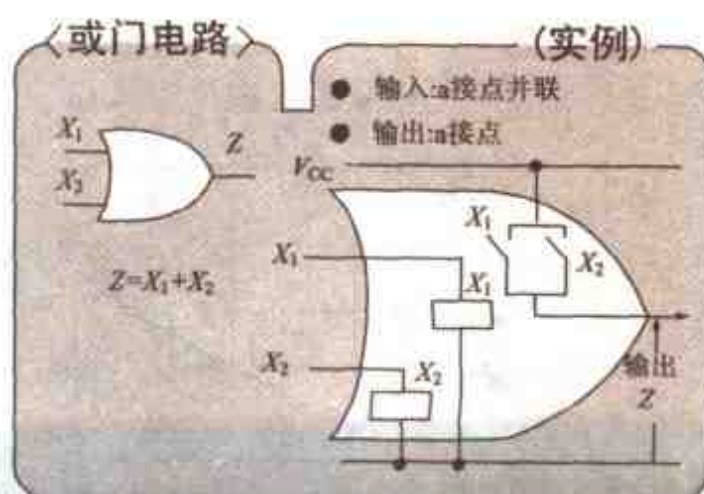 〈或门电路〉
(实例)
● 输入:a接点并联
● 输出:a接点
X₁
X₂
Z
Z=X₁+X₂
V_CC
X₁
X₂
X₁
X₁
X₂
X₂
输出
Z